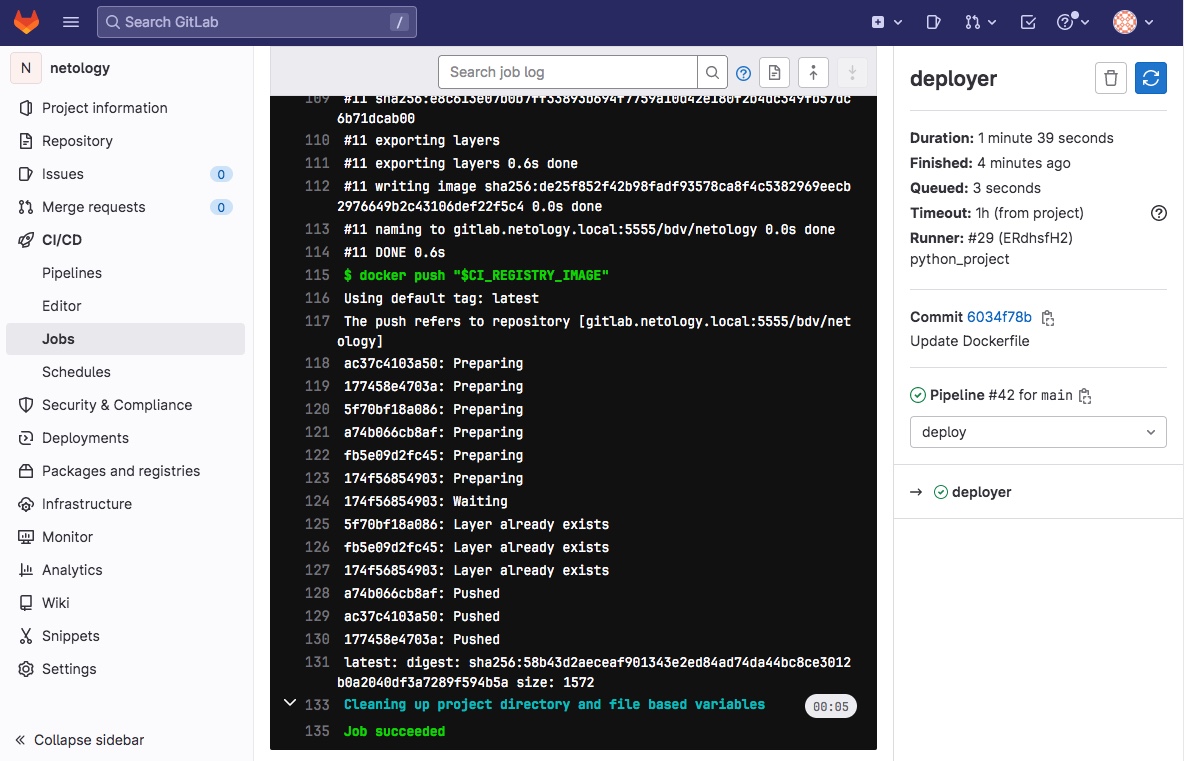 Search GitLab
/
N
netology
Project information
Repository
Issues
0
Merge requests
0
CI/CD
Pipelines
Editor
Jobs
Schedules
Security & Compliance
Deployments
Packages and registries
Infrastructure
Monitor
Analytics
Wiki
Snippets
Settings
Collapse sidebar
Search job log
109 #11 sha256:e8c613e07b0b7ff33893b694f7759a10d42e180f2b4dc349fb57dc
6b71dcab00
110 #11 exporting layers
111 #11 exporting layers 0.6s done
112 #11 writing image sha256:de25f852f42b98fadf93578ca8f4c5382969eecb
2976649b2c43106def22f5c4 0.0s done
113 #11 naming to gitlab.netology.local:5555/bdv/netology 0.0s done
114 #11 DONE 0.6s
115 $ docker push "$CI_REGISTRY_IMAGE"
116 Using default tag: latest
117 The push refers to repository [gitlab.netology.local:5555/bdv/net
ology]
118 ac37c4103a50: Preparing
119 177458e4703a: Preparing
120 5f70bf18a086: Preparing
121 a74b066cb8af: Preparing
122 fb5e09d2fc45: Preparing
123 174f56854903: Preparing
124 174f56854903: Waiting
125 5f70bf18a086: Layer already exists
126 fb5e09d2fc45: Layer already exists
127 174f56854903: Layer already exists
128 a74b066cb8af: Pushed
129 ac37c4103a50: Pushed
130 177458e4703a: Pushed
131 latest: digest: sha256:58b43d2aeceaf901343e2ed84ad74da44bc8ce3012
b0a2040df3a7289f594b5a size: 1572
133 Cleaning up project directory and file based variables 00:05
135 Job succeeded
deployer
Duration: 1 minute 39 seconds
Finished: 4 minutes ago
Queued: 3 seconds
Timeout: 1h (from project)
Runner: #29 (ERdhsfH2)
python_project
Commit 6034f78b
Update Dockerfile
Pipeline #42 for main
deploy
→ deployer